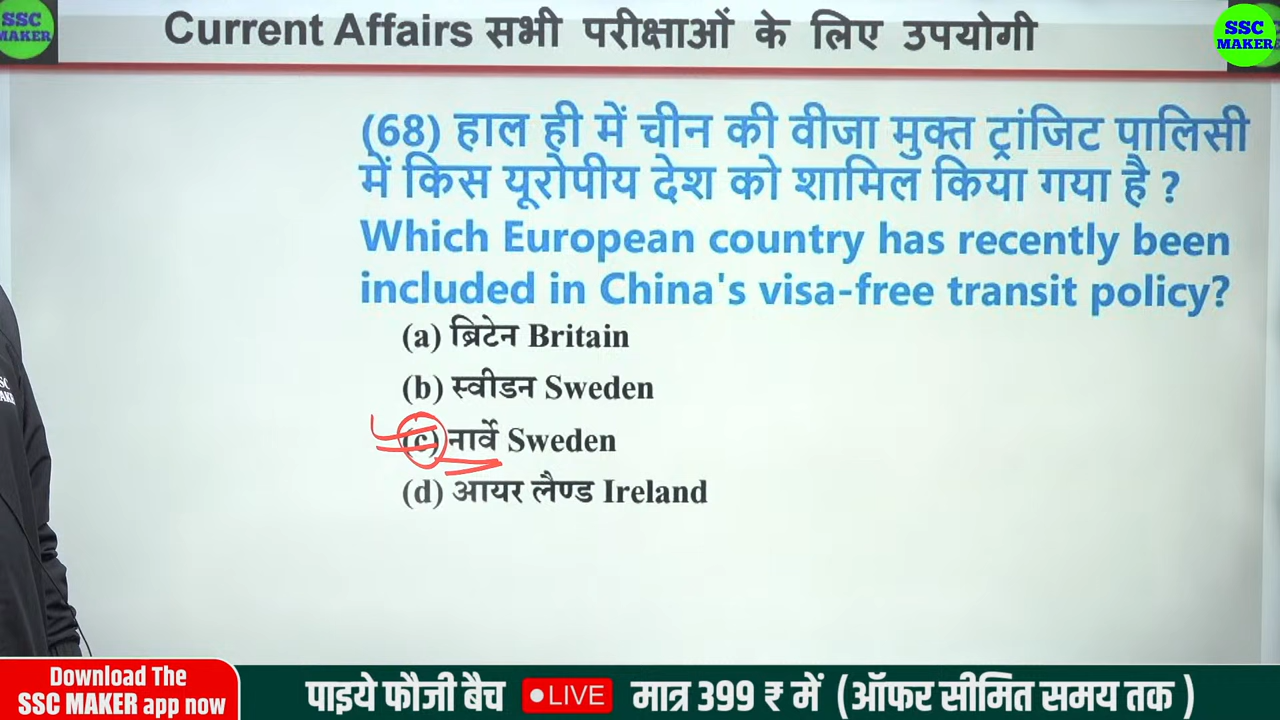 SSC
MAKER
Current Affairs सभी परीक्षाओं के लिए उपयोगी
SSC
MAKER
(68) हाल ही में चीन की वीजा मुक्त ट्रांजिट पालिसी
में किस यूरोपीय देश को शामिल किया गया है ?
Which European country has recently been
included in China's visa-free transit policy?
(a) ब्रिटेन Britain
(b) स्वीडन Sweden
(c) नार्वे Sweden
(d) आयर लैण्ड Ireland
Download The
SSC MAKER app now
पाइये फौजी बैच LIVE मात्र 399 ₹ में (ऑफर सीमित समय तक )